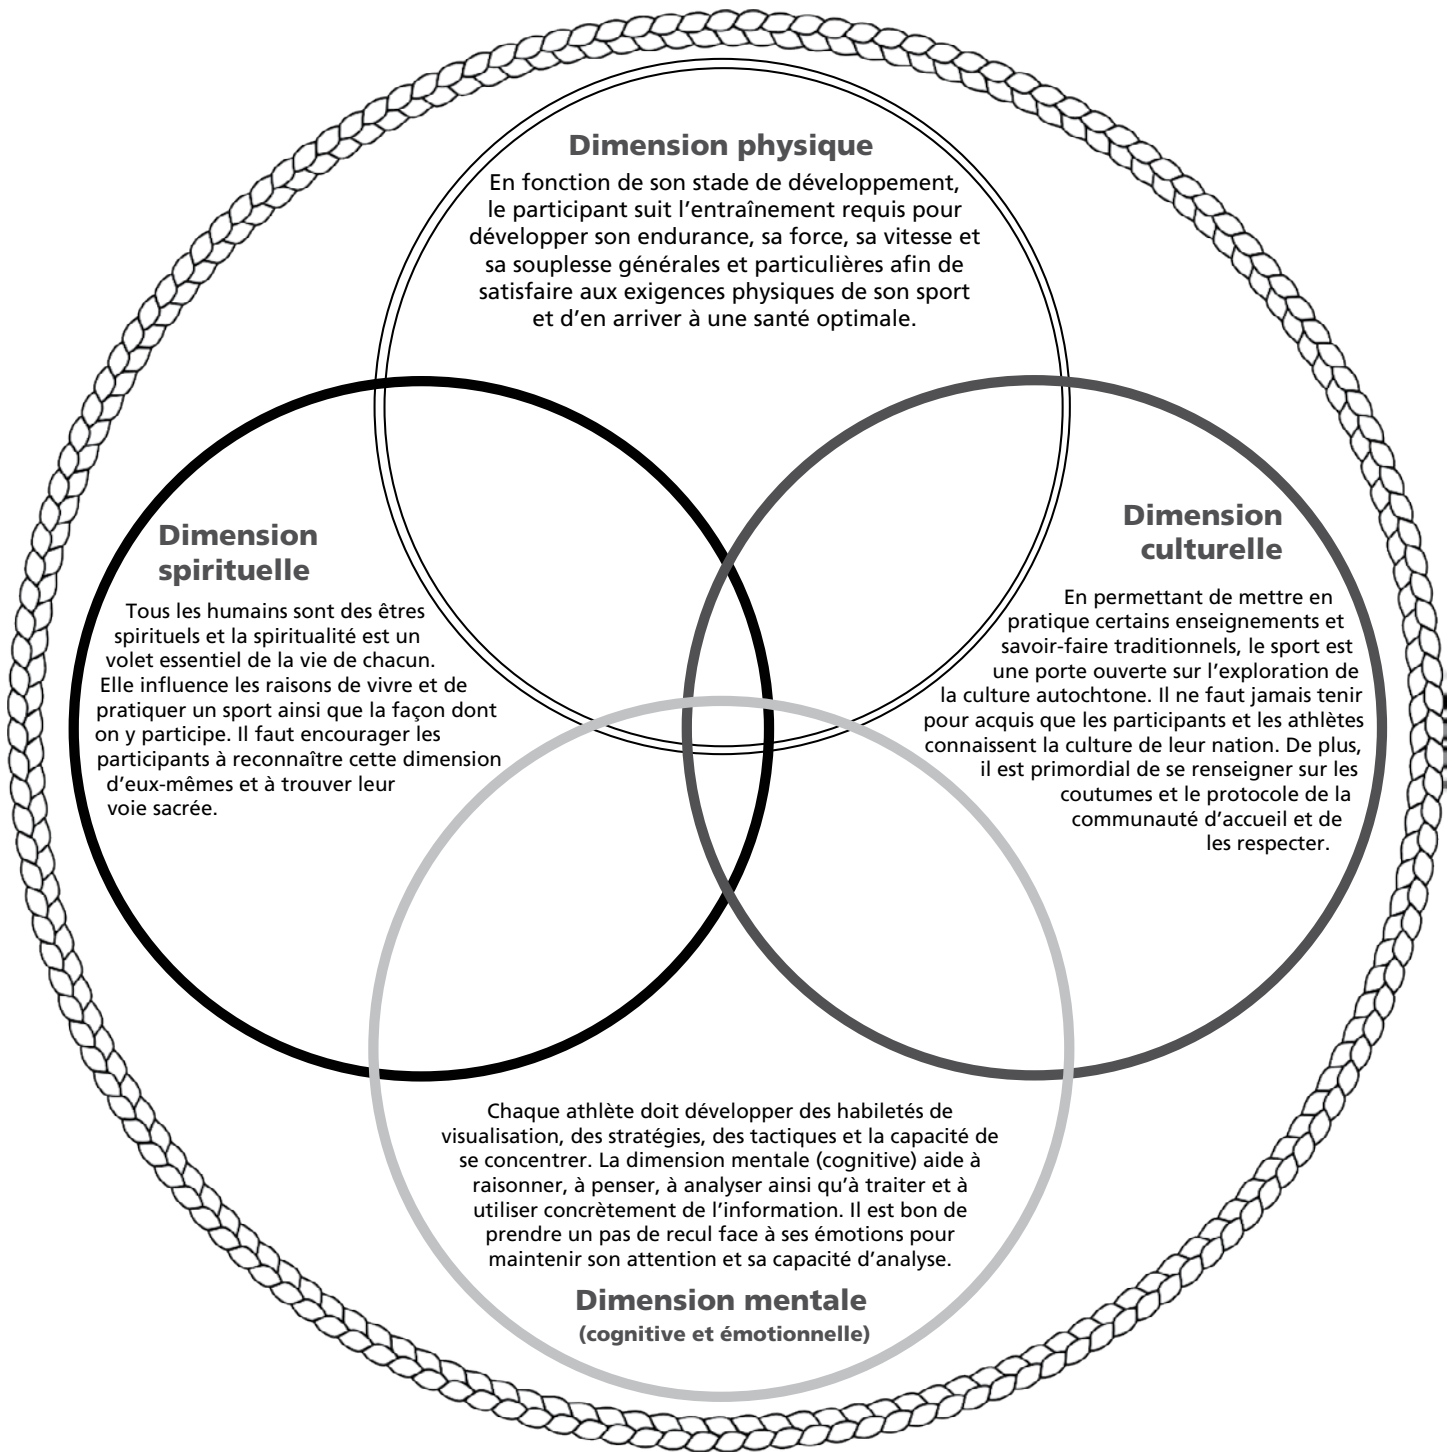 Dimension physique
En fonction de son stade de développement,
le participant suit l’entraînement requis pour
développer son endurance, sa force, sa vitesse et
sa souplesse générales et particulières afin de
satisfaire aux exigences physiques de son sport
et d’en arriver à une santé optimale.
Dimension
spirituelle
Tous les humains sont des êtres
spirituels et la spiritualité est un
volet essentiel de la vie de chacun.
Elle influence les raisons de vivre et de
pratiquer un sport ainsi que la façon dont
on y participe. Il faut encourager les
participants à reconnaître cette dimension
d'eux-mêmes et à trouver leur
voie sacrée.
Dimension
culturelle
En permettant de mettre en
pratique certains enseignements et
savoir-faire traditionnels, le sport est
une porte ouverte sur l’exploration de
la culture autochtone. Il ne faut jamais tenir
pour acquis que les participants et les athlètes
connaissent la culture de leur nation. De plus,
il est primordial de se renseigner sur les
coutumes et le protocole de la
communauté d’accueil et de
les respecter.
Chaque athlète doit développer des habiletés de
visualisation, des stratégies, des tactiques et la capacité de
se concentrer. La dimension mentale (cognitive) aide à
raisonner, à penser, à analyser ainsi qu’à traiter et à
utiliser concrètement de l’information. Il est bon de
prendre un pas de recul face à ses émotions pour
maintenir son attention et sa capacité d’analyse.
Dimension mentale
(cognitive et émotionnelle)